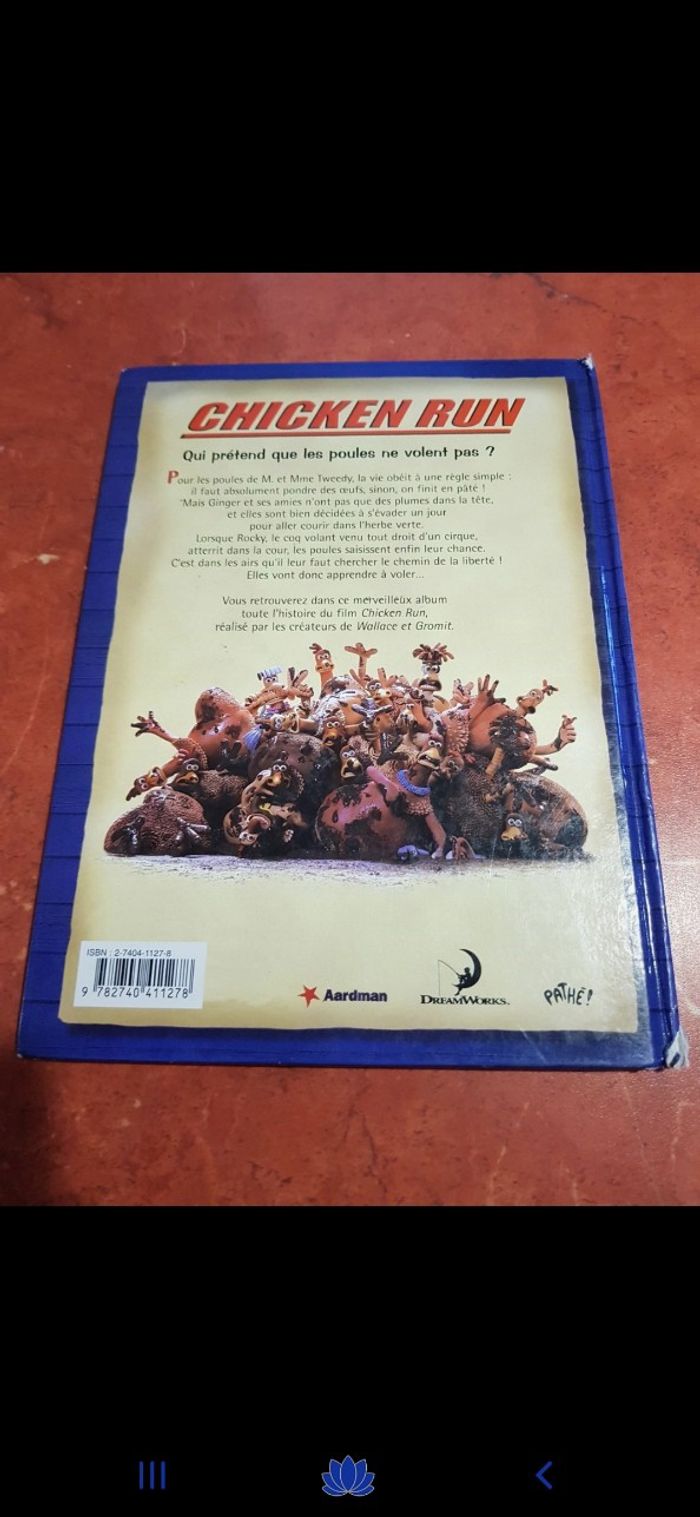 CHICKEN RUN
Qui prétend que les poules ne volent pas ?
Pour les poules de M. et Mme Tweedy, la vie obéit à une règle simple :
il faut absolument pondre des œufs, sinon, on finit en pâté !
Mais Ginger et ses amies n'ont pas que des plumes dans la tête,
et elles sont bien décidées à s'évader un jour
pour aller courir dans l'herbe verte.
Lorsque Rocky, le coq volant venu tout droit d'un cirque,
atterrit dans la cour, les poules saisissent enfin leur chance.
C'est dans les airs qu'il leur faut chercher le chemin de la liberté !
Elles vont donc apprendre à voler...
Vous retrouverez dans ce merveilleux album
toute l'histoire du film Chicken Run,
réalisé par les créateurs de Wallace et Gromit.
ISBN : 2-7404-1127-8
9 782740 411278
Aardman
DREAMWORKS.
PATHÉ!